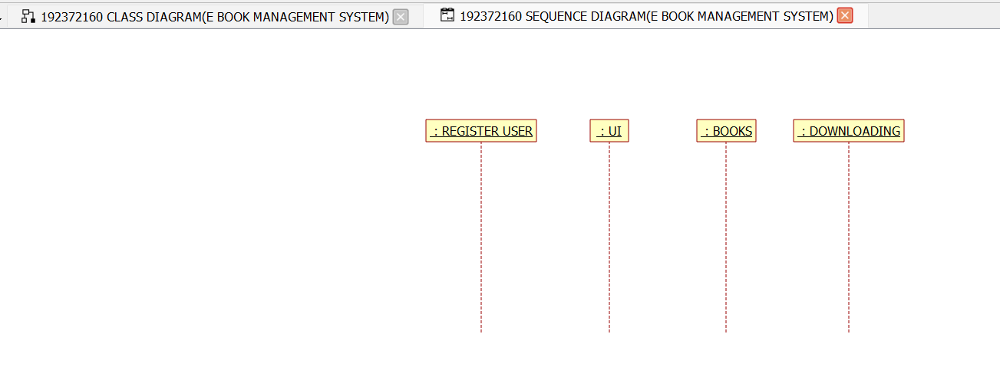 192372160 CLASS DIAGRAM(E BOOK MANAGEMENT SYSTEM) 192372160 SEQUENCE DIAGRAM(E BOOK MANAGEMENT SYSTEM)
: REGISTER USER : UI : BOOKS : DOWNLOADING